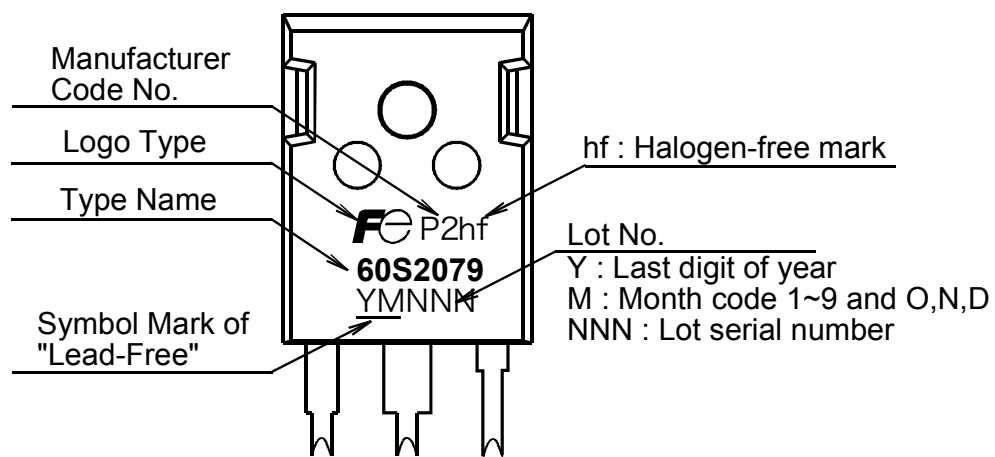 Manufacturer
Code No.
Logo Type
Type Name
Symbol Mark of
"Lead-Free"
Fe P2hf
60S2079
YMNNN
hf : Halogen-free mark
Lot No.
Y : Last digit of year
M : Month code 1~9 and O,N,D
NNN : Lot serial number